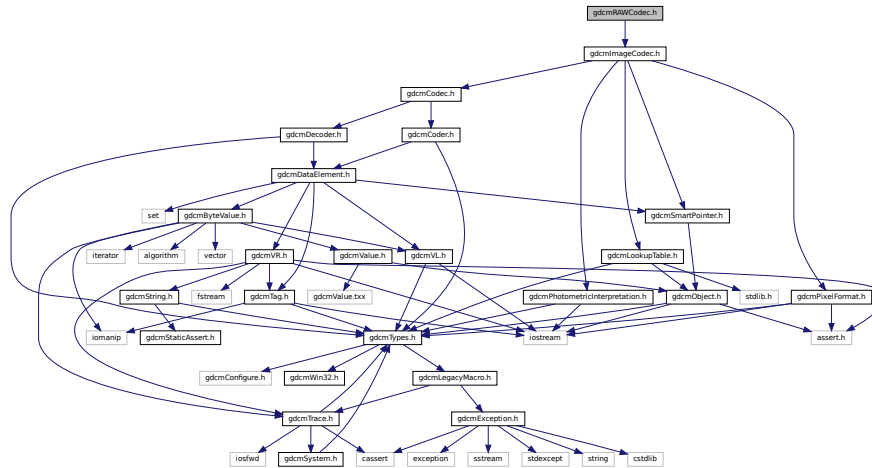 gdcmRAWCodec.h
gdcmImageCodec.h
gdcmCodec.h
gdcmDecoder.h
gdcmCoder.h
gdcmDataElement.h
set
gdcmByteValue.h
gdcmSmartPointer.h
iterator
algorithm
vector
gdcmVR.h
gdcmValue.h
gdcmVL.h
gdcmLookupTable.h
gdcmString.h
fstream
gdcmTag.h
gdcmValue.txx
gdcmPhotometricInterpretation.h
gdcmObject.h
stdlib.h
gdcmPixelFormat.h
iomanip
gdcmStaticAssert.h
gdcmTypes.h
iostream
assert.h
gdcmConfigure.h
gdcmWin32.h
gdcmLegacyMacro.h
gdcmTrace.h
gdcmException.h
iosfwd
gdcmSystem.h
cassert
exception
sstream
stdexcept
string
cstdlib